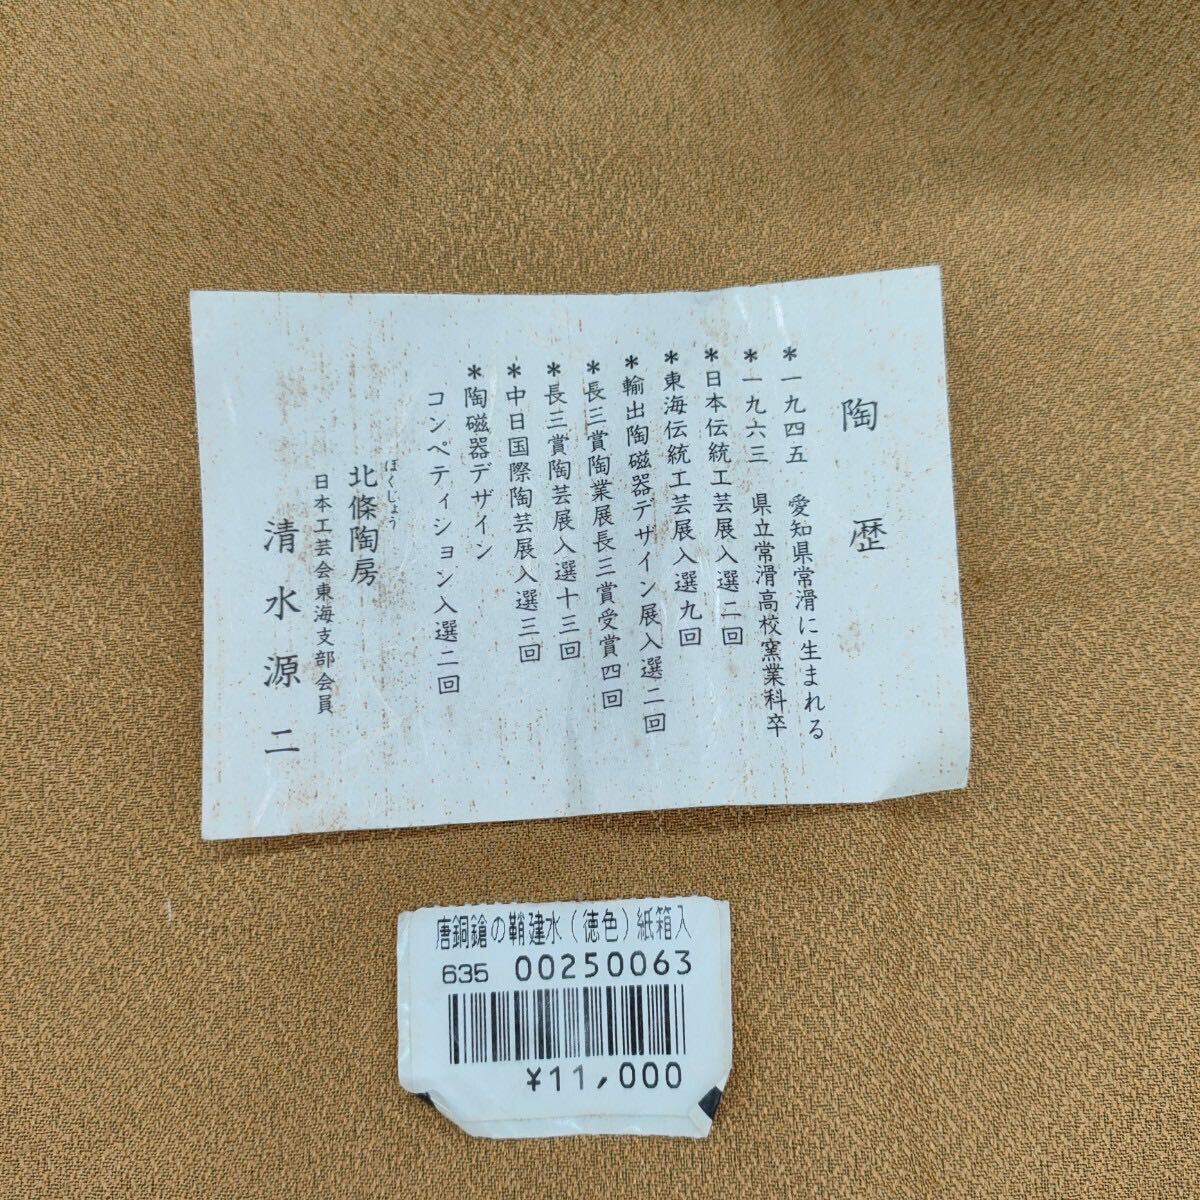 陶歴
*一九四五　愛知県常滑に生まれる
*一九六三　県立常滑高校窯業科卒
*日本伝統工芸展入選二回
*東海伝統工芸展入選九回
*輸出陶磁器デザイン展入選二回
*長三賞陶業展長三賞受賞四回
*長三賞陶芸展入選十三回
*中日国際陶芸展入選三回
*陶磁器デザイン
コンペティション入選二回
ほくじょう
北條陶房
日本工芸会東海支部会員
清水源二
唐銅鎗の鞘建水(徳色)紙箱入
635 00250063
¥11,000